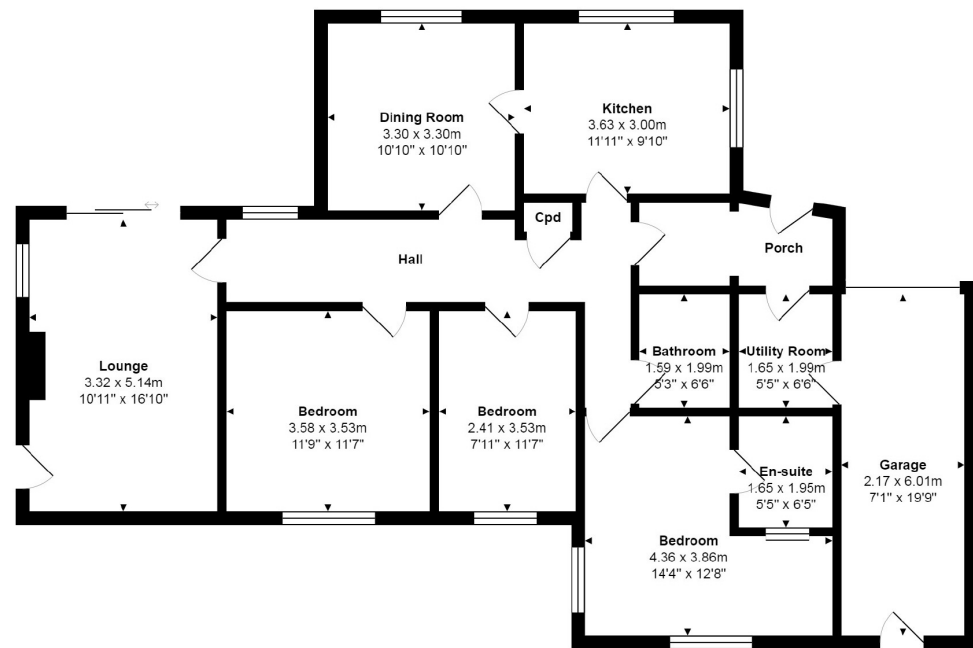 Dining Room
3.30 x 3.30m
10'10" x 10'10"
Kitchen
3.63 x 3.00m
11'11" x 9'10"
Cpd
Hall
Porch
Lounge
3.32 x 5.14m
10'11" x 16'10"
Bedroom
3.58 x 3.53m
11'9" x 11'7"
Bedroom
2.41 x 3.53m
7'11" x 11'7"
Bathroom
1.59 x 1.99m
5'3" x 6'6"
Utility Room
1.65 x 1.99m
5'5" x 6'6"
En-suite
1.65 x 1.95m
5'5" x 6'5"
Garage
2.17 x 6.01m
7'1" x 19'9"
Bedroom
4.36 x 3.86m
14'4" x 12'8"